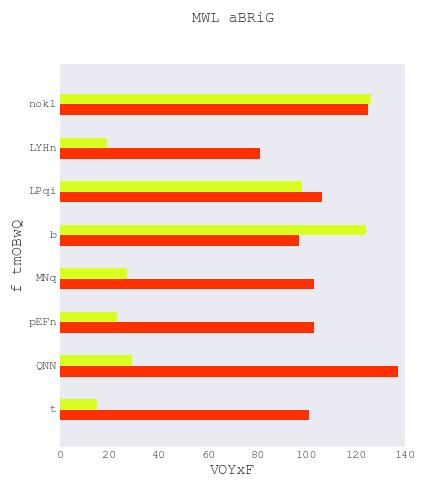 MWL aBRiG
nokl
LYHn
LPqi
b
MNq
pEFn
QNN
t
f tmOBwQ
0 20 40 60 80 100 120 140
VOYxF